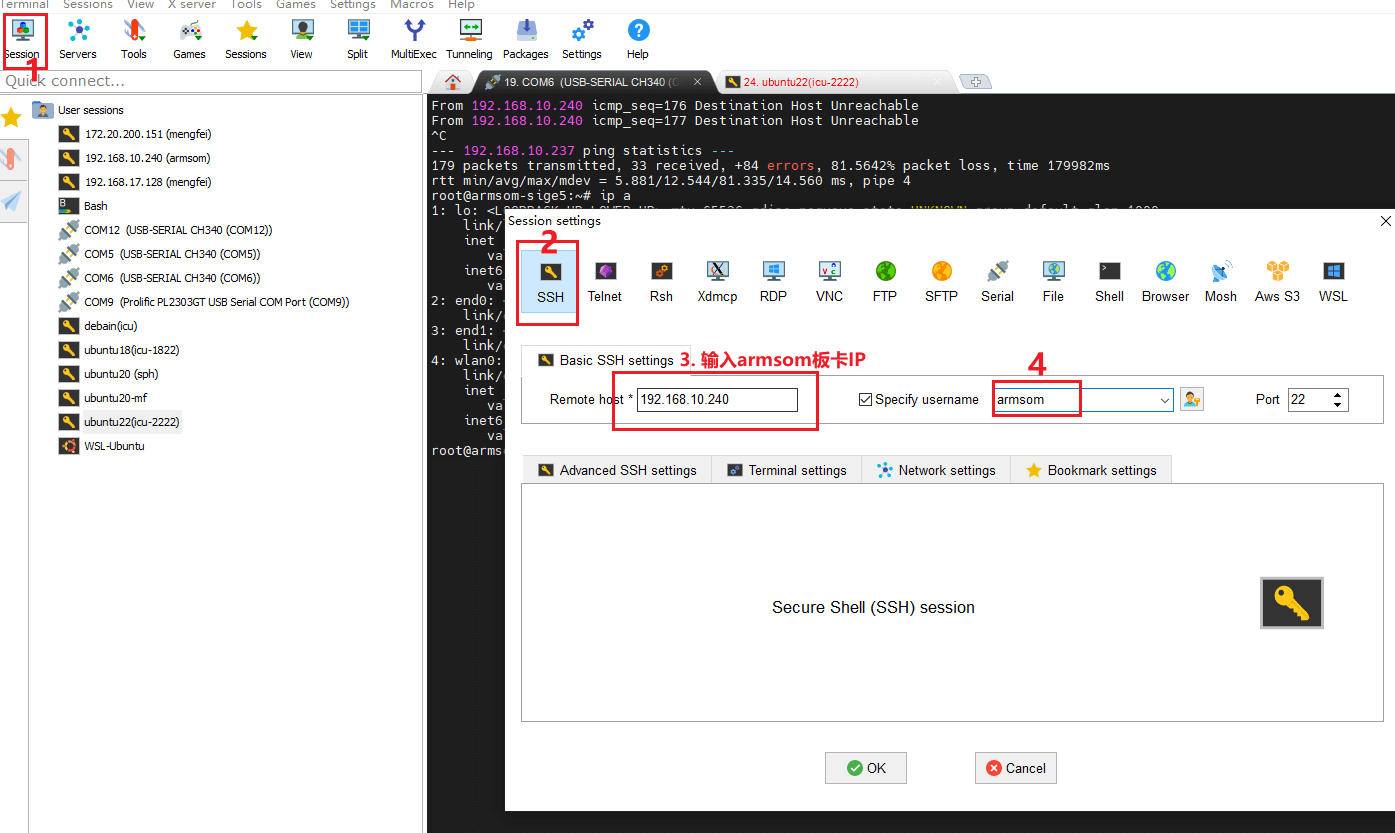 Terminal Sessions View X server Tools Games Settings Macros Help
Session Servers Tools Games Sessions View Split MultiExec Tunneling Packages Settings Help
1
Quick connect...
19. COM6 (USB-SERIAL CH340 (C
24. ubuntu22(icu-2222)
User sessions
172.20.200.151 (mengfei)
192.168.10.240 (armsom)
192.168.17.128 (mengfei)
Bash
COM12 (USB-SERIAL CH340 (COM12))
COM5 (USB-SERIAL CH340 (COM5))
COM6 (USB-SERIAL CH340 (COM6))
COM9 (Prolific PL2303GT USB Serial COM Port (COM9))
debain(icu)
ubuntu18(icu-1822)
ubuntu20 (sph)
ubuntu20-mf
ubuntu22(icu-2222)
WSL-Ubuntu
From 192.168.10.240 icmp_seq=176 Destination Host Unreachable
From 192.168.10.240 icmp_seq=177 Destination Host Unreachable
^C
--- 192.168.10.237 ping statistics ---
179 packets transmitted, 33 received, +84 errors, 81.5642% packet loss, time 179982ms
rtt min/avg/max/mdev = 5.881/12.544/81.335/14.560 ms, pipe 4
root@armsom-sige5:~# ip a
1: lo:
link/
inet
va
inet6
va
2: end0:
link/
3: end1:
link/
4: wlan0:
link/
inet
va
inet6
va
root@armso
Session settings
2
SSH Telnet Rsh Xdmcp RDP VNC FTP SFTP Serial File Shell Browser Mosh Aws S3 WSL
Basic SSH settings
3. 输入armsom板卡IP
4
Remote host * 192.168.10.240
Specify username armsom
Port 22
Advanced SSH settings Terminal settings Network settings Bookmark settings
Secure Shell (SSH) session
OK Cancel